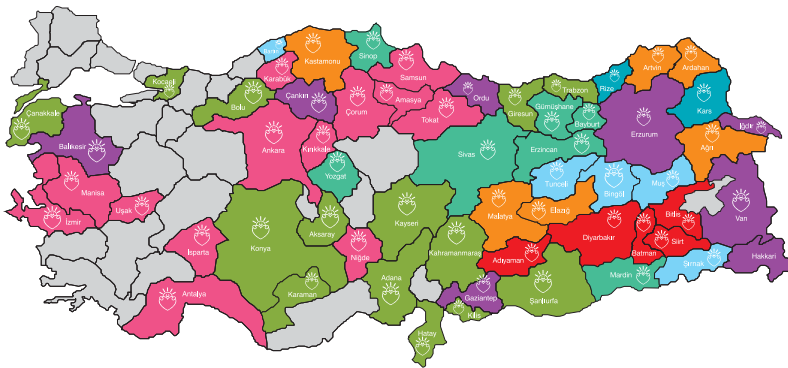 Bartın
Kastamonu
Sinop
Karabük
Samsun
Kocaeli
Bolu
Çankırı
Çorum
Amasya
Tokat
Ordu
Giresun
Trabzon
Gümüşhane
Bayburt
Rize
Artvin
Ardahan
Kars
Erzurum
Iğdır
Ağrı
Çanakkale
Balıkesir
Ankara
Kırıkkale
Yozgat
Sivas
Erzincan
Tunceli
Bingöl
Muş
Bitlis
Van
Manisa
İzmir
Uşak
Isparta
Konya
Aksaray
Kayseri
Malatya
Elazığ
Diyarbakır
Batman
Siirt
Şırnak
Hakkari
Antalya
Karaman
Niğde
Adana
Kahramanmaraş
Adıyaman
Gaziantep
Kilis
Şanlıurfa
Mardin
Hatay